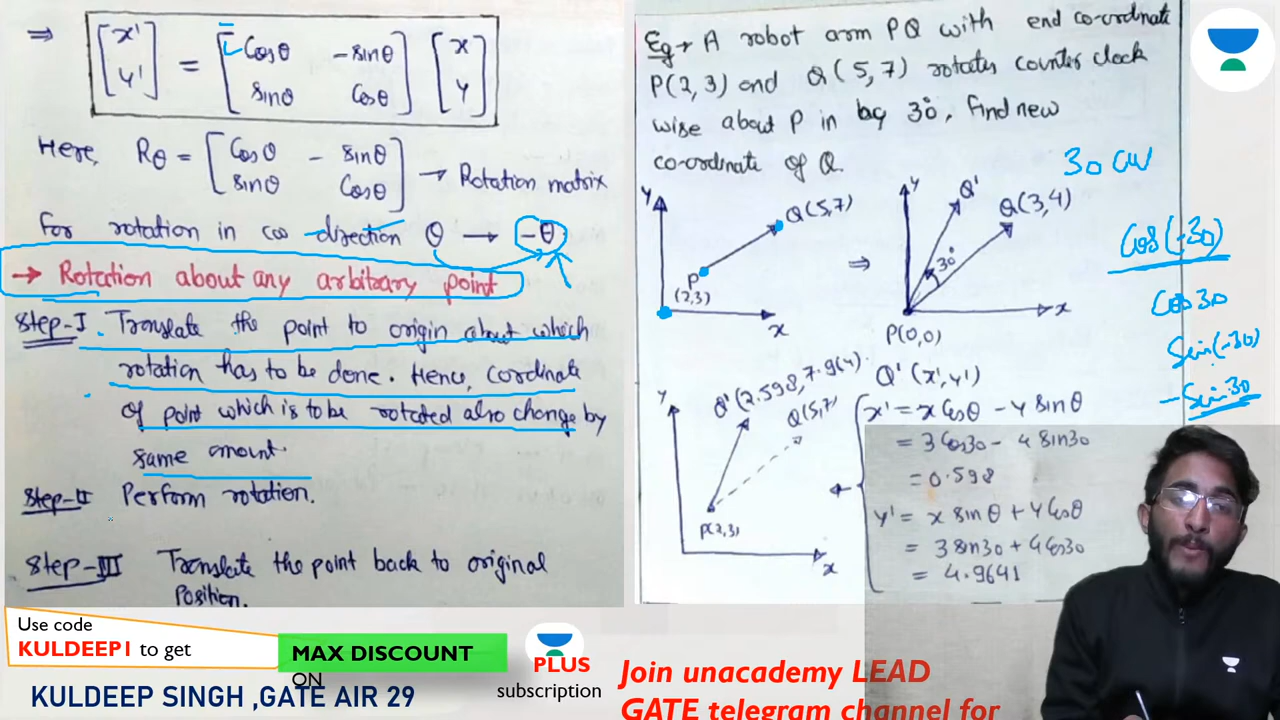 ⇒ [x' y'] = [Cosθ -sinθ sinθ Cosθ] [x y]
Here, Rθ = [Cosθ - sinθ sinθ Cosθ] → Rotation matrix
For rotation in cw direction θ → -θ.
→ Rotation about any arbitrary point
Step-I. Translate the point to origin about which
rotation has to be done. Hence, cordinate
of point which is to be rotated also change by
same amount.
Step-II Perform rotation.
Step-III Translate the point back to original
Position.
Eg → A robot arm PQ with end co-ordnate
P(2,3) and Q(5,7) rotates counter clock
wise about P in by 30°, find new
co-ordinate of Q.
30 CW
Cos(-30)
Cos 30
Sin(-30)
- Sin 30
y
Q(5,7)
P
(2,3)
x
⇒
y
Q'
Q(3,4)
30°
x
P(0,0)
y
Q'(2.598, 7.964)
Q(5,7)
P(2,3)
x
Q'(x',y')
x' = x Cosθ - y sinθ
= 3 Cos30 - 4 sin30
= 0.598
y' = x sinθ + y Cosθ
= 3 sin30 + 4 Cos30
= 4.9641
Use code
KULDEEP1 to get
MAX DISCOUNT
ON
PLUS
subscription
KULDEEP SINGH ,GATE AIR 29
Join unacademy LEAD
GATE telegram channel for